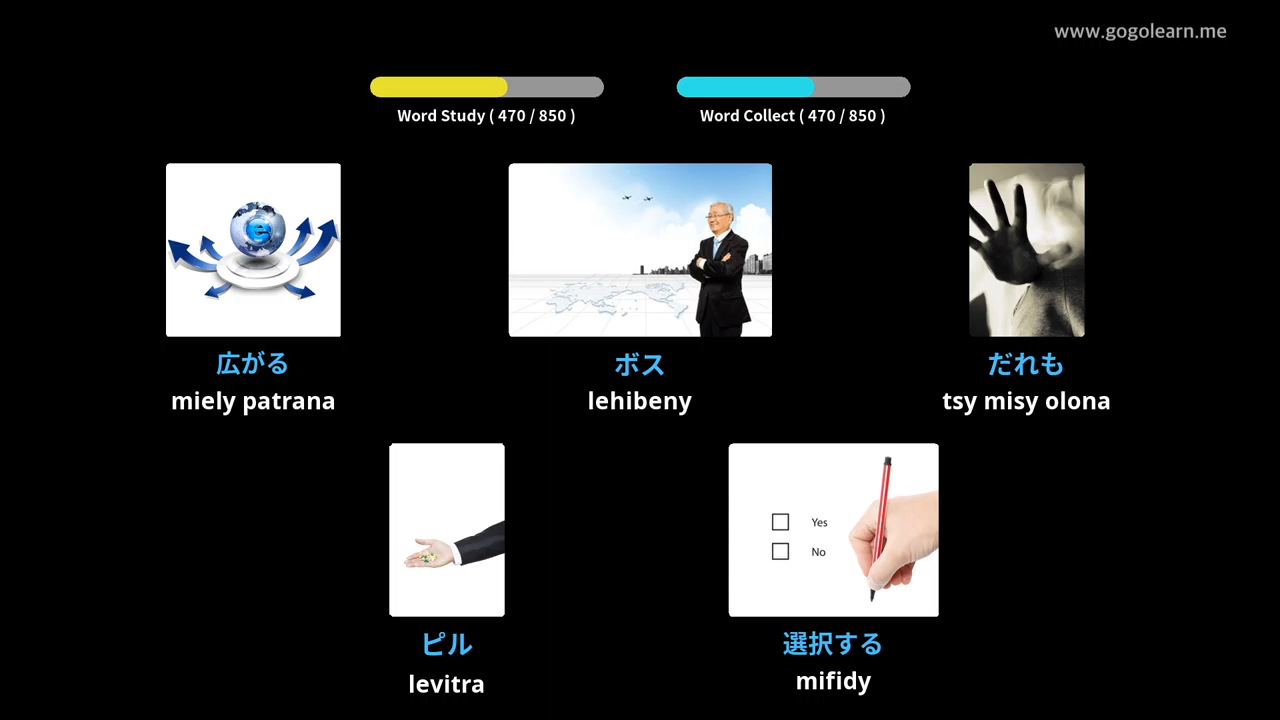 www.gogolearn.me
Word Study ( 470 / 850 )
Word Collect ( 470 / 850 )
e
広がる
miely patrana
ボス
lehibeny
だれも
tsy misy olona
Yes
No
ピル
levitra
選択する
mifidy